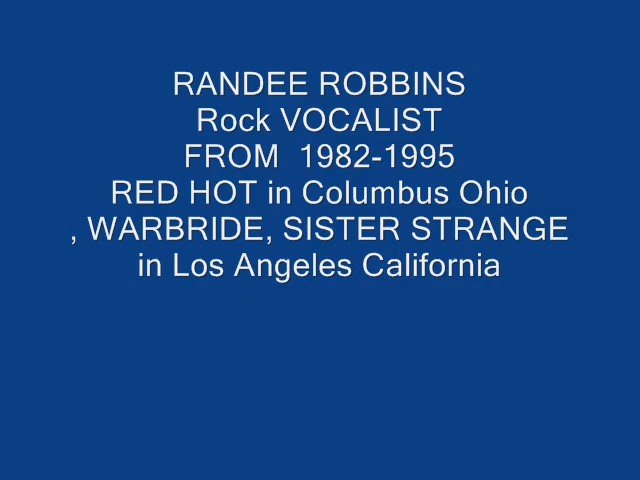 RANDEE ROBBINS
Rock VOCALIST
FROM  1982-1995
RED HOT in Columbus Ohio
, WARBRIDE, SISTER STRANGE
in Los Angeles California